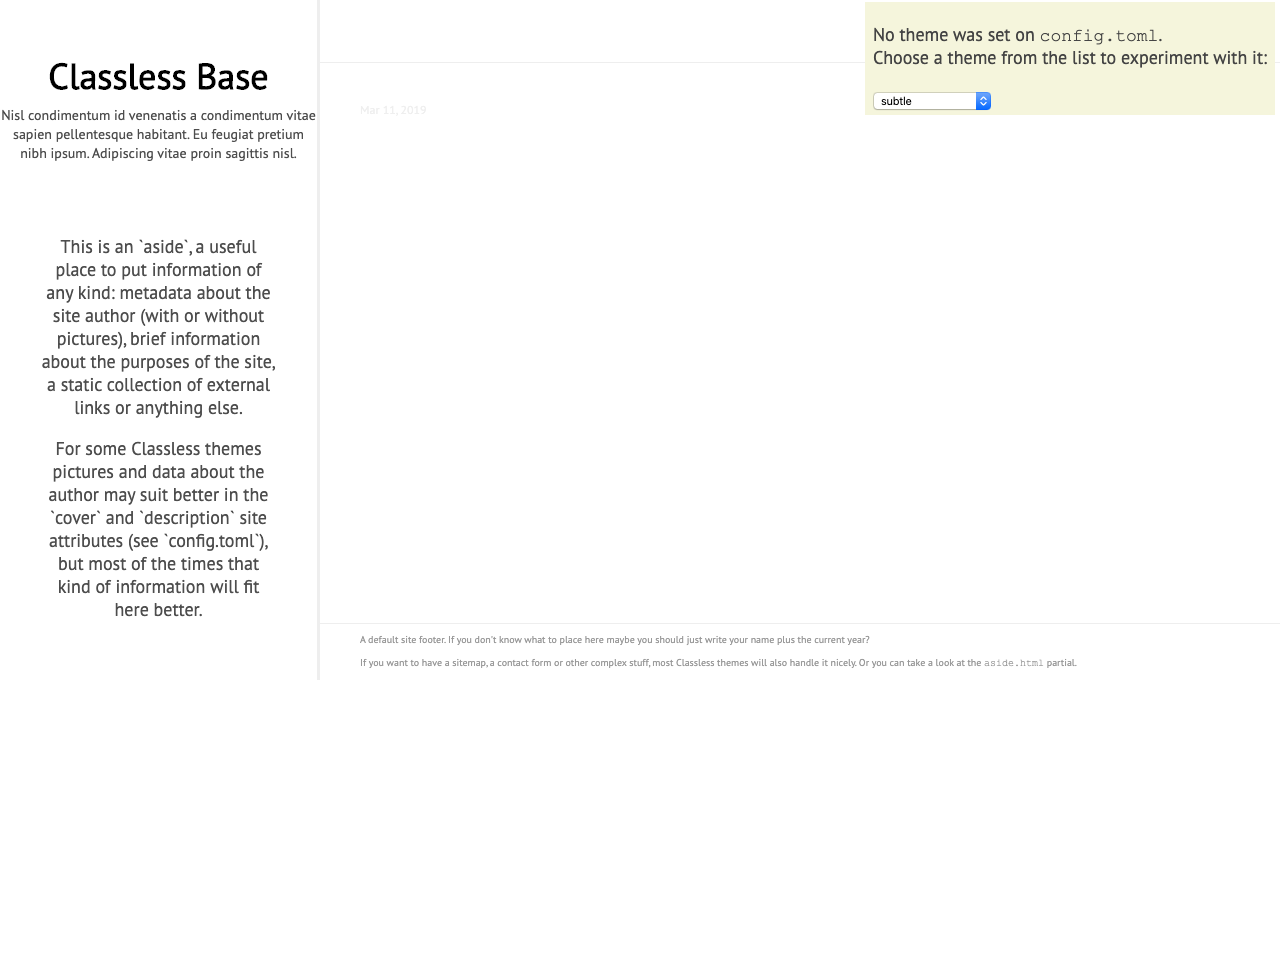 Classless Base
Nisl condimentum id venenatis a condimentum vitae
sapien pellentesque habitant. Eu feugiat pretium
nibh ipsum. Adipiscing vitae proin sagittis nisl.
This is an `aside`, a useful
place to put information of
any kind: metadata about the
site author (with or without
pictures), brief information
about the purposes of the site,
a static collection of external
links or anything else.
For some Classless themes
pictures and data about the
author may suit better in the
`cover` and `description` site
attributes (see `config.toml`),
but most of the times that
kind of information will fit
here better.
No theme was set on config.toml.
Choose a theme from the list to experiment with it:
subtle
Mar 11, 2019
A default site footer. If you don't know what to place here maybe you should just write your name plus the current year?
If you want to have a sitemap, a contact form or other complex stuff, most Classless themes will also handle it nicely. Or you can take a look at the aside.html partial.